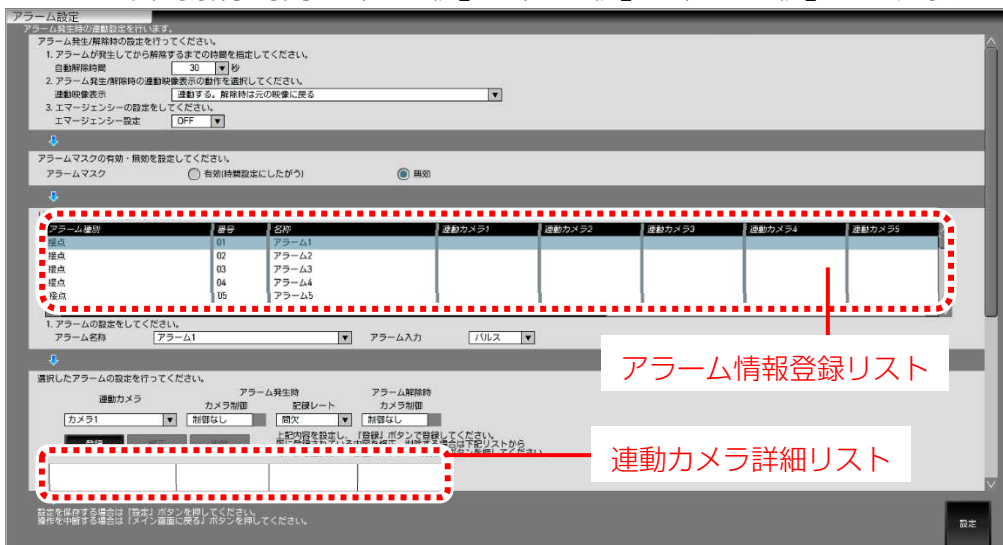 アラーム設定
アラーム発生時の連動設定を行います。
アラーム発生/解除時の設定を行ってください。
1. アラームが発生してから解除するまでの時間を指定してください。
自動解除時間 30 ▼ 秒
2. アラーム発生/解除時の連動映像表示の動作を選択してください。
連動映像表示 連動する。解除時は元の映像に戻る ▼
3. エマージェンシーの設定をしてください。
エマージェンシー設定 OFF ▼
アラームマスクの有効・無効を設定してください。
アラームマスク 有効(時間設定にしたがう) 無効
アラーム種別 番号 名称 連動カメラ1 連動カメラ2 連動カメラ3 連動カメラ4 連動カメラ5
接点 01 アラーム1
接点 02 アラーム2
接点 03 アラーム3
接点 04 アラーム4
接点 05 アラーム5
1. アラームの設定をしてください。
アラーム名称 アラーム1 ▼ アラーム入力 パルス ▼
アラーム情報登録リスト
選択したアラームの設定を行ってください。
アラーム発生時 アラーム解除時
連動カメラ カメラ制御 記録レート カメラ制御
カメラ1 ▼ 制御なし 間欠 ▼ 制御なし
上記内容を設定し、「登録」ボタンで登録してください。
登録
ボタンを押してください。
連動カメラ詳細リスト
設定を保存する場合は「設定」ボタンを押してください。
操作を中断する場合は「メイン画面に戻る」ボタンを押してください。
設定